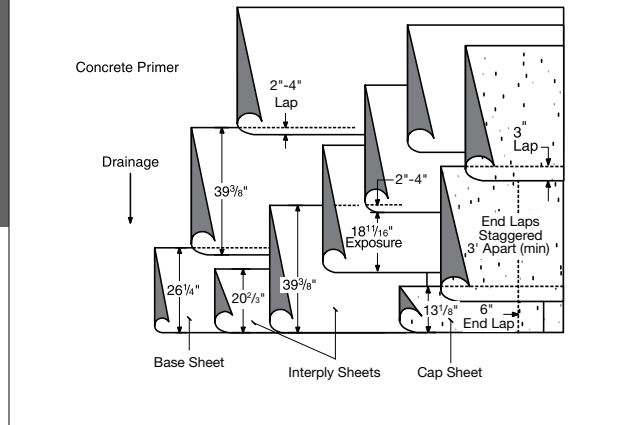 Concrete Primer
2"-4"
Lap
3"
Lap
Drainage
39³/₈"
2"-4"
18¹¹/₁₆"
Exposure
End Laps
Staggered
3' Apart (min)
26¹/₄"
20²/₃"
39³/₈"
13¹/₈"
6"
End Lap
Base Sheet
Interply Sheets
Cap Sheet